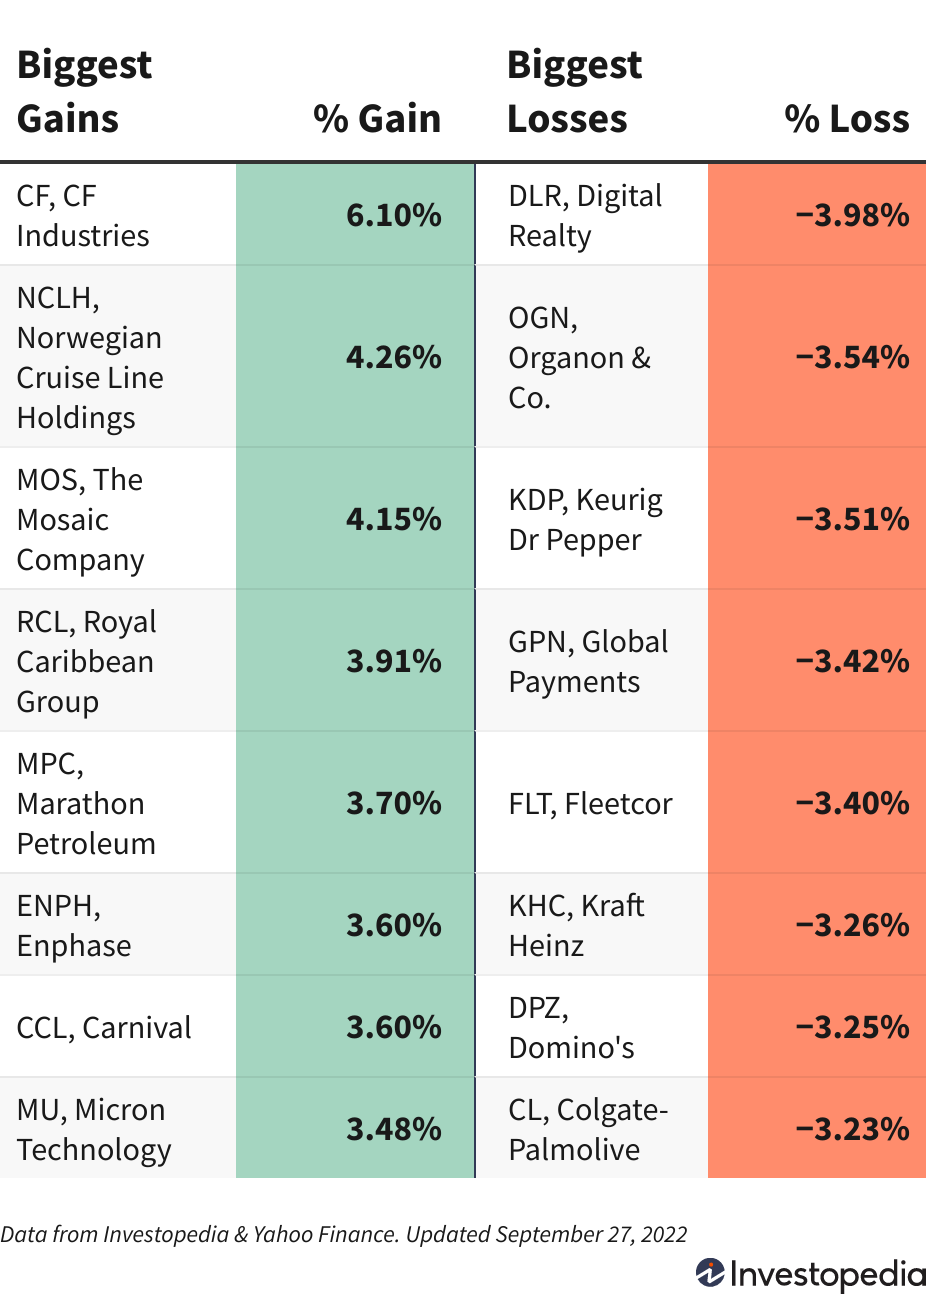 Biggest
Gains
% Gain
Biggest
Losses
% Loss
CF, CF
Industries
6.10%
DLR, Digital
Realty
−3.98%
NCLH,
Norwegian
Cruise Line
Holdings
4.26%
OGN,
Organon &
Co.
−3.54%
MOS, The
Mosaic
Company
4.15%
KDP, Keurig
Dr Pepper
−3.51%
RCL, Royal
Caribbean
Group
3.91%
GPN, Global
Payments
−3.42%
MPC,
Marathon
Petroleum
3.70%
FLT, Fleetcor
−3.40%
ENPH,
Enphase
3.60%
KHC, Kraft
Heinz
−3.26%
CCL, Carnival
3.60%
DPZ,
Domino's
−3.25%
MU, Micron
Technology
3.48%
CL, Colgate-
Palmolive
−3.23%
Data from Investopedia & Yahoo Finance. Updated September 27, 2022
Investopedia